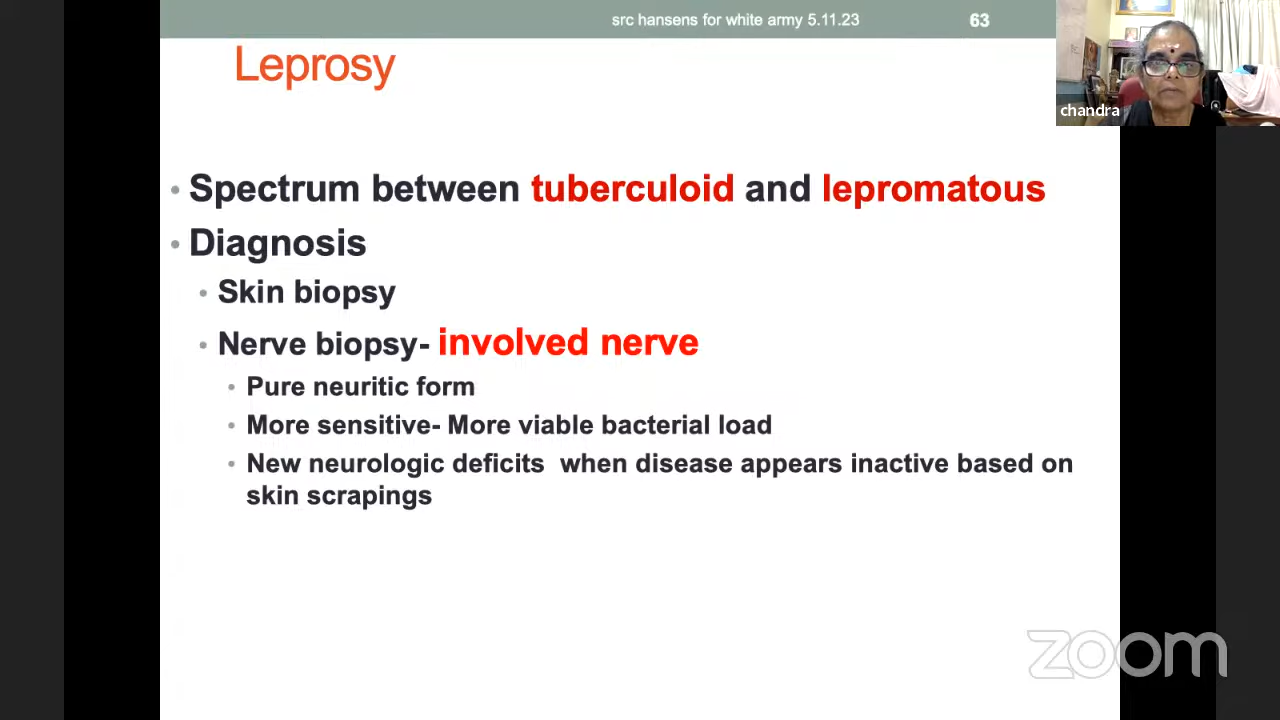 src hansens for white army 5.11.23
63
Leprosy
chandra
• Spectrum between tuberculoid and lepromatous
• Diagnosis
• Skin biopsy
• Nerve biopsy- involved nerve
• Pure neuritic form
• More sensitive- More viable bacterial load
• New neurologic deficits when disease appears inactive based on
skin scrapings
zoom